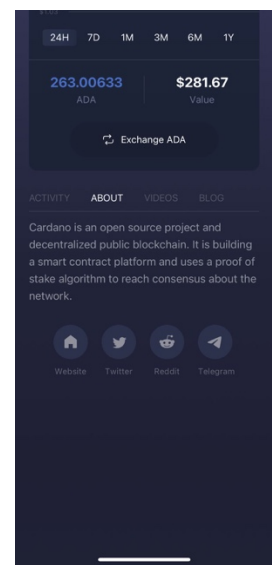 24H 7D 1M 3M 6M 1Y
263.00633 $281.67
ADA Value
Exchange ADA
ACTIVITY ABOUT VIDEOS BLOG
Cardano is an open source project and
decentralized public blockchain. It is building
a smart contract platform and uses a proof of
stake algorithm to reach consensus about the
network.
Website Twitter Reddit Telegram